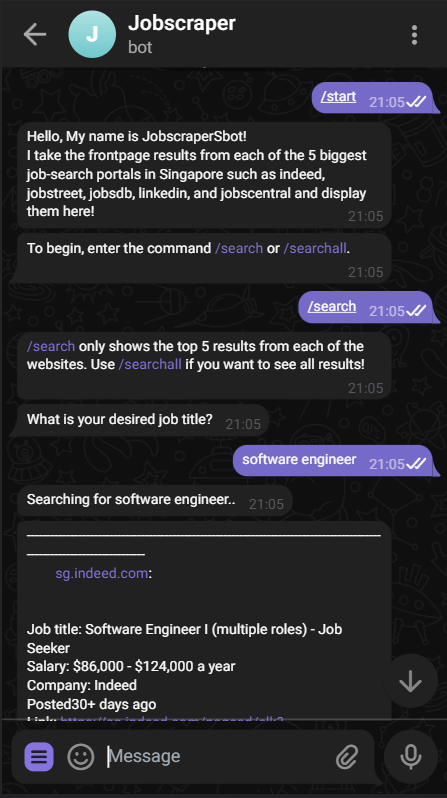 J
Jobscraper
bot
/start 21:05
Hello, My name is JobscraperSbot!
I take the frontpage results from each of the 5 biggest
job-search portals in Singapore such as indeed,
jobstreet, jobsdb, linkedin, and jobscentral and display
them here!
21:05
To begin, enter the command /search or /searchall.
21:05
/search 21:05
/search only shows the top 5 results from each of the
websites. Use /searchall if you want to see all results!
21:05
What is your desired job title? 21:05
software engineer 21:05
Searching for software engineer.. 21:05
sg.indeed.com:
Job title: Software Engineer I (multiple roles) - Job
Seeker
Salary: $86,000 - $124,000 a year
Company: Indeed
Posted30+ days ago
Message